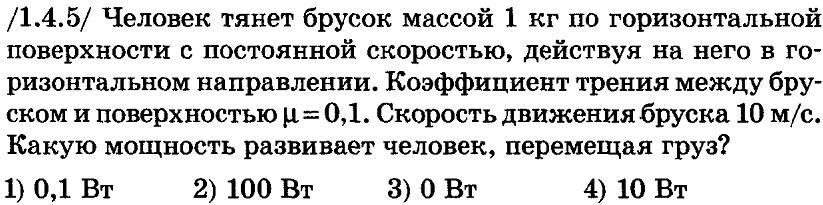 /1.4.5/ Человек тянет брусок массой 1 кг по горизонтальной
поверхности с постоянной скоростью, действуя на него в го-
ризонтальном направлении. Коэффициент трения между бру-
ском и поверхностью μ = 0,1. Скорость движения бруска 10 м/с.
Какую мощность развивает человек, перемещая груз?
1) 0,1 Вт 2) 100 Вт 3) 0 Вт 4) 10 Вт